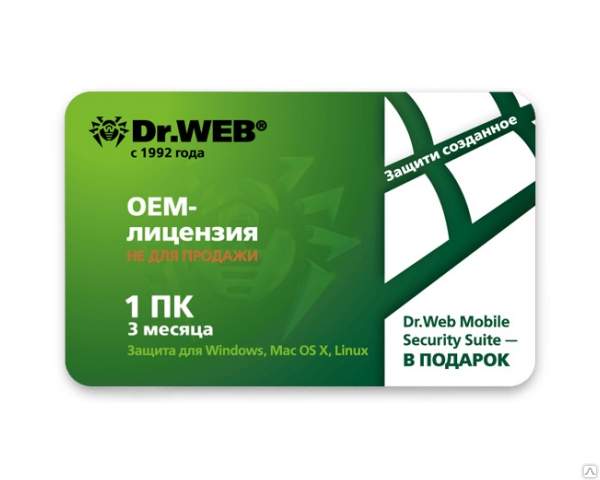 Dr.WEB®
с 1992 года
Защити созданное
OEM-
лицензия
НЕ ДЛЯ ПРОДАЖИ
1 ПК
3 месяца
Защита для Windows, Mac OS X, Linux
Dr.Web Mobile
Security Suite —
В ПОДАРОК